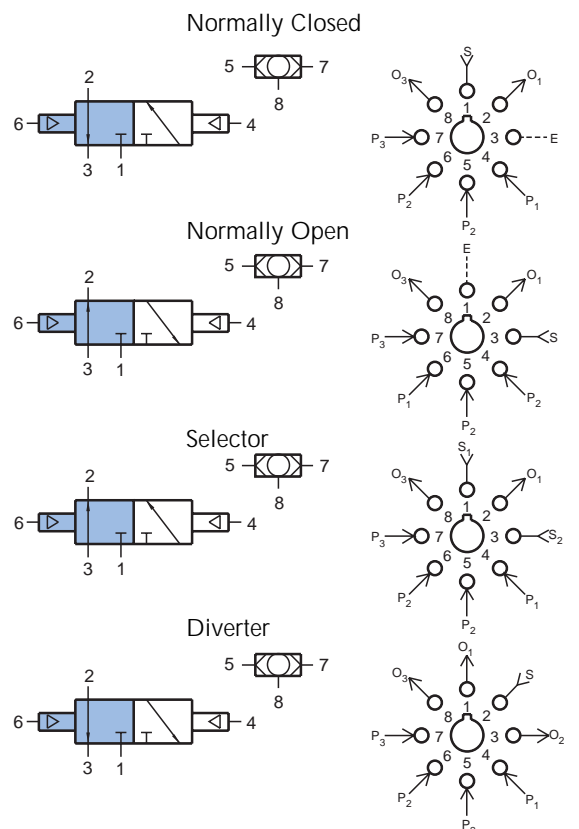 Normally Closed
2
5 7
8
6 4
3 1
S
O3 O1
1
8 2
P3 7 3 E
6 4
5
P2 P1
P2
Normally Open
2
5 7
8
6 4
3 1
E
O3 O1
1
8 2
P3 7 3 S
6 4
5
P1 P2
P2
Selector
2
5 7
8
6 4
3 1
S1
O3 O1
1
8 2
P3 7 3 S2
6 4
5
P2 P1
P2
Diverter
2
5 7
8
6 4
3 1
O1
O3 S
1
8 2
P3 7 3 O2
6 4
5
P2 P1